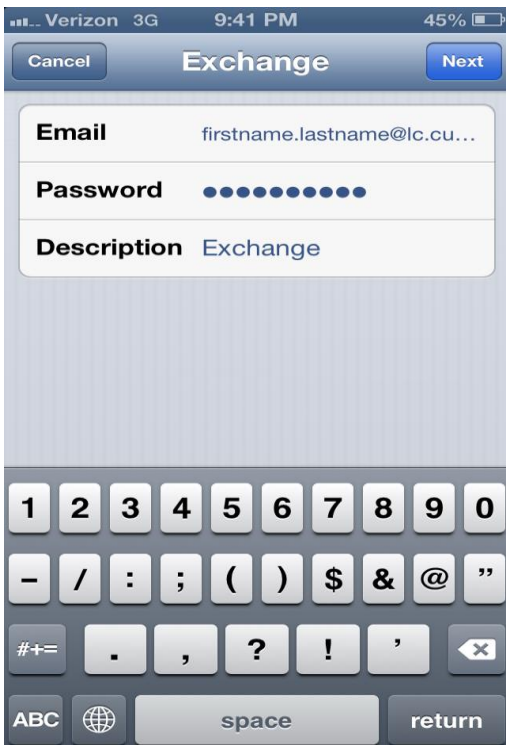 Verizon 3G 9:41 PM 45%
Cancel Exchange Next
Email firstname.lastname@lc.cu...
Password ●●●●●●●●●●
Description Exchange
1 2 3 4 5 6 7 8 9 0
- / : ; ( ) $ & @ ”
#+= . , ? ! ’
ABC space return